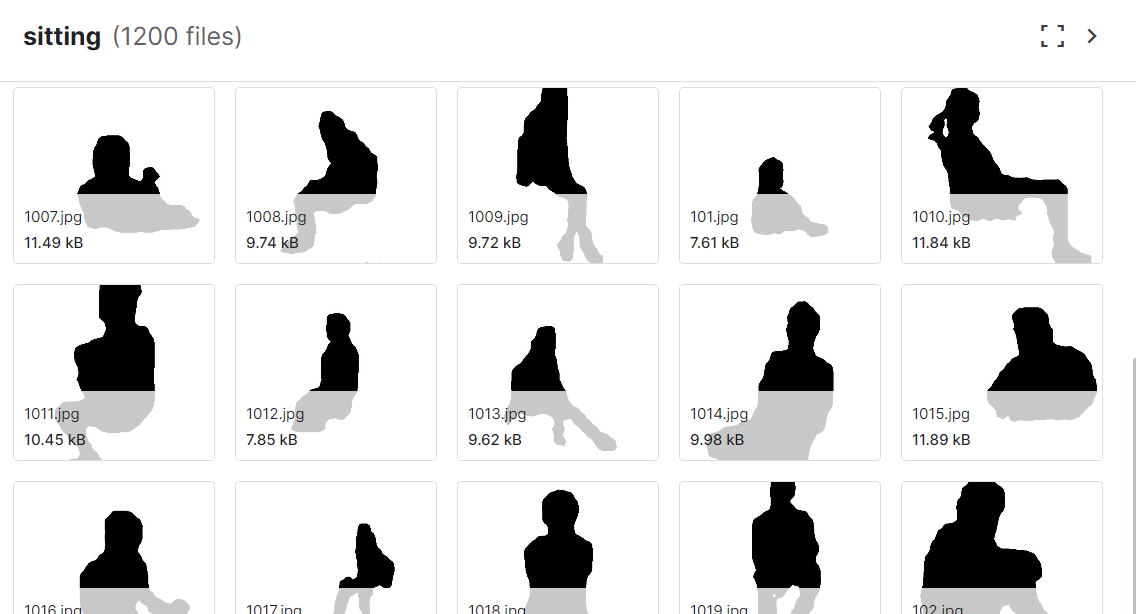 sitting (1200 files)
1007.jpg
11.49 kB
1008.jpg
9.74 kB
1009.jpg
9.72 kB
101.jpg
7.61 kB
1010.jpg
11.84 kB
1011.jpg
10.45 kB
1012.jpg
7.85 kB
1013.jpg
9.62 kB
1014.jpg
9.98 kB
1015.jpg
11.89 kB
1016.jpg
1017.jpg
1018.jpg
1019.jpg
102.jpg